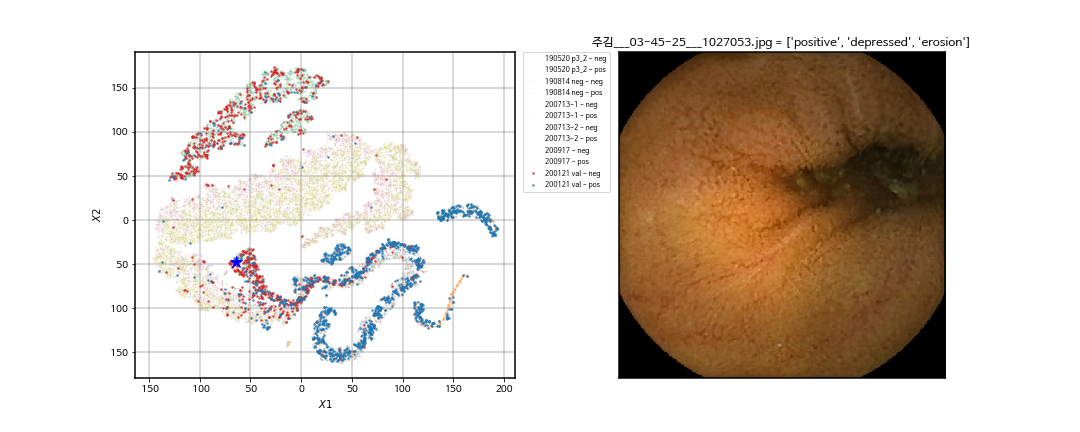 주김___03-45-25___1027053.jpg = ['positive', 'depressed', 'erosion']
190520 p3_2 − neg
190520 p3_2 − pos
190814 neg − neg
190814 neg − pos
200713−1 − neg
200713−1 − pos
200713−2 − neg
200713−2 − pos
200917 − neg
200917 − pos
200121 val − neg
200121 val − pos
X2
150
100
50
0
50
100
150
150 100 50 0 50 100 150 200
X1